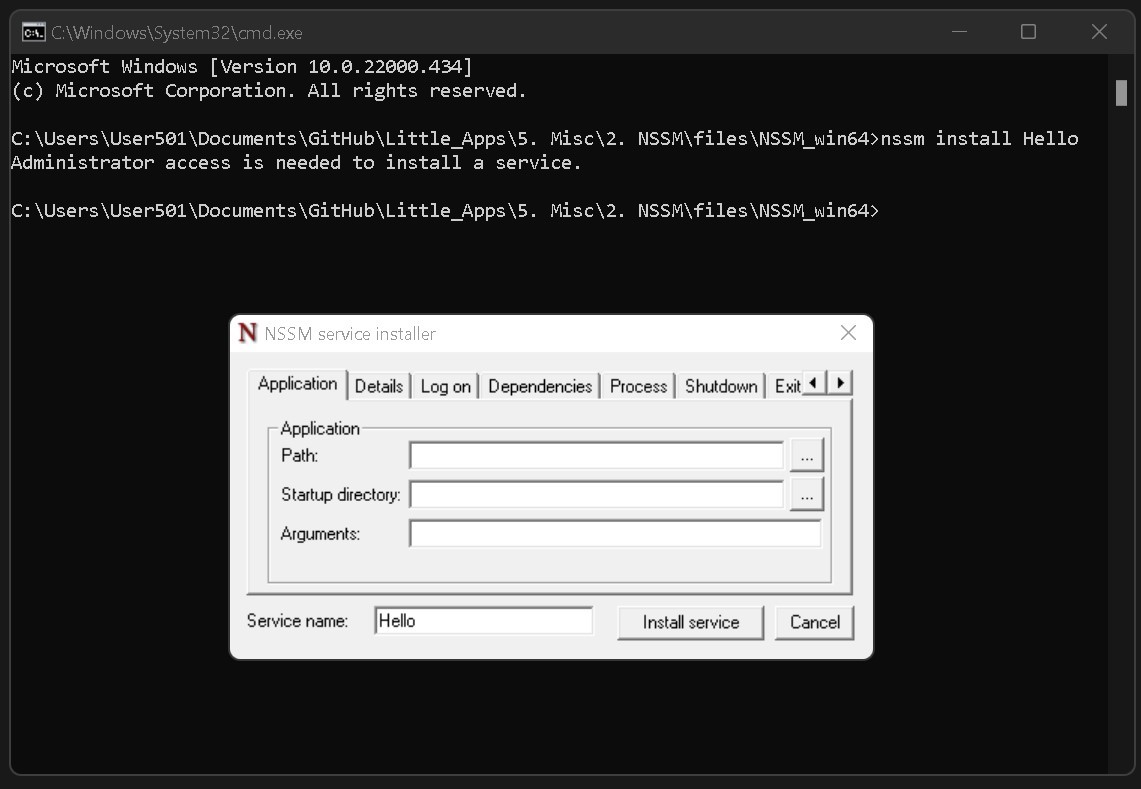 C:\Windows\System32\cmd.exe
Microsoft Windows [Version 10.0.22000.434]
(c) Microsoft Corporation. All rights reserved.
C:\Users\User501\Documents\GitHub\Little_Apps\5. Misc\2. NSSM\files\NSSM_win64>nssm install Hello
Administrator access is needed to install a service.
C:\Users\User501\Documents\GitHub\Little_Apps\5. Misc\2. NSSM\files\NSSM_win64>
N NSSM service installer
Application Details Log on Dependencies Process Shutdown Exit
Application
Path: ...
Startup directory: ...
Arguments:
Service name: Hello Install service Cancel